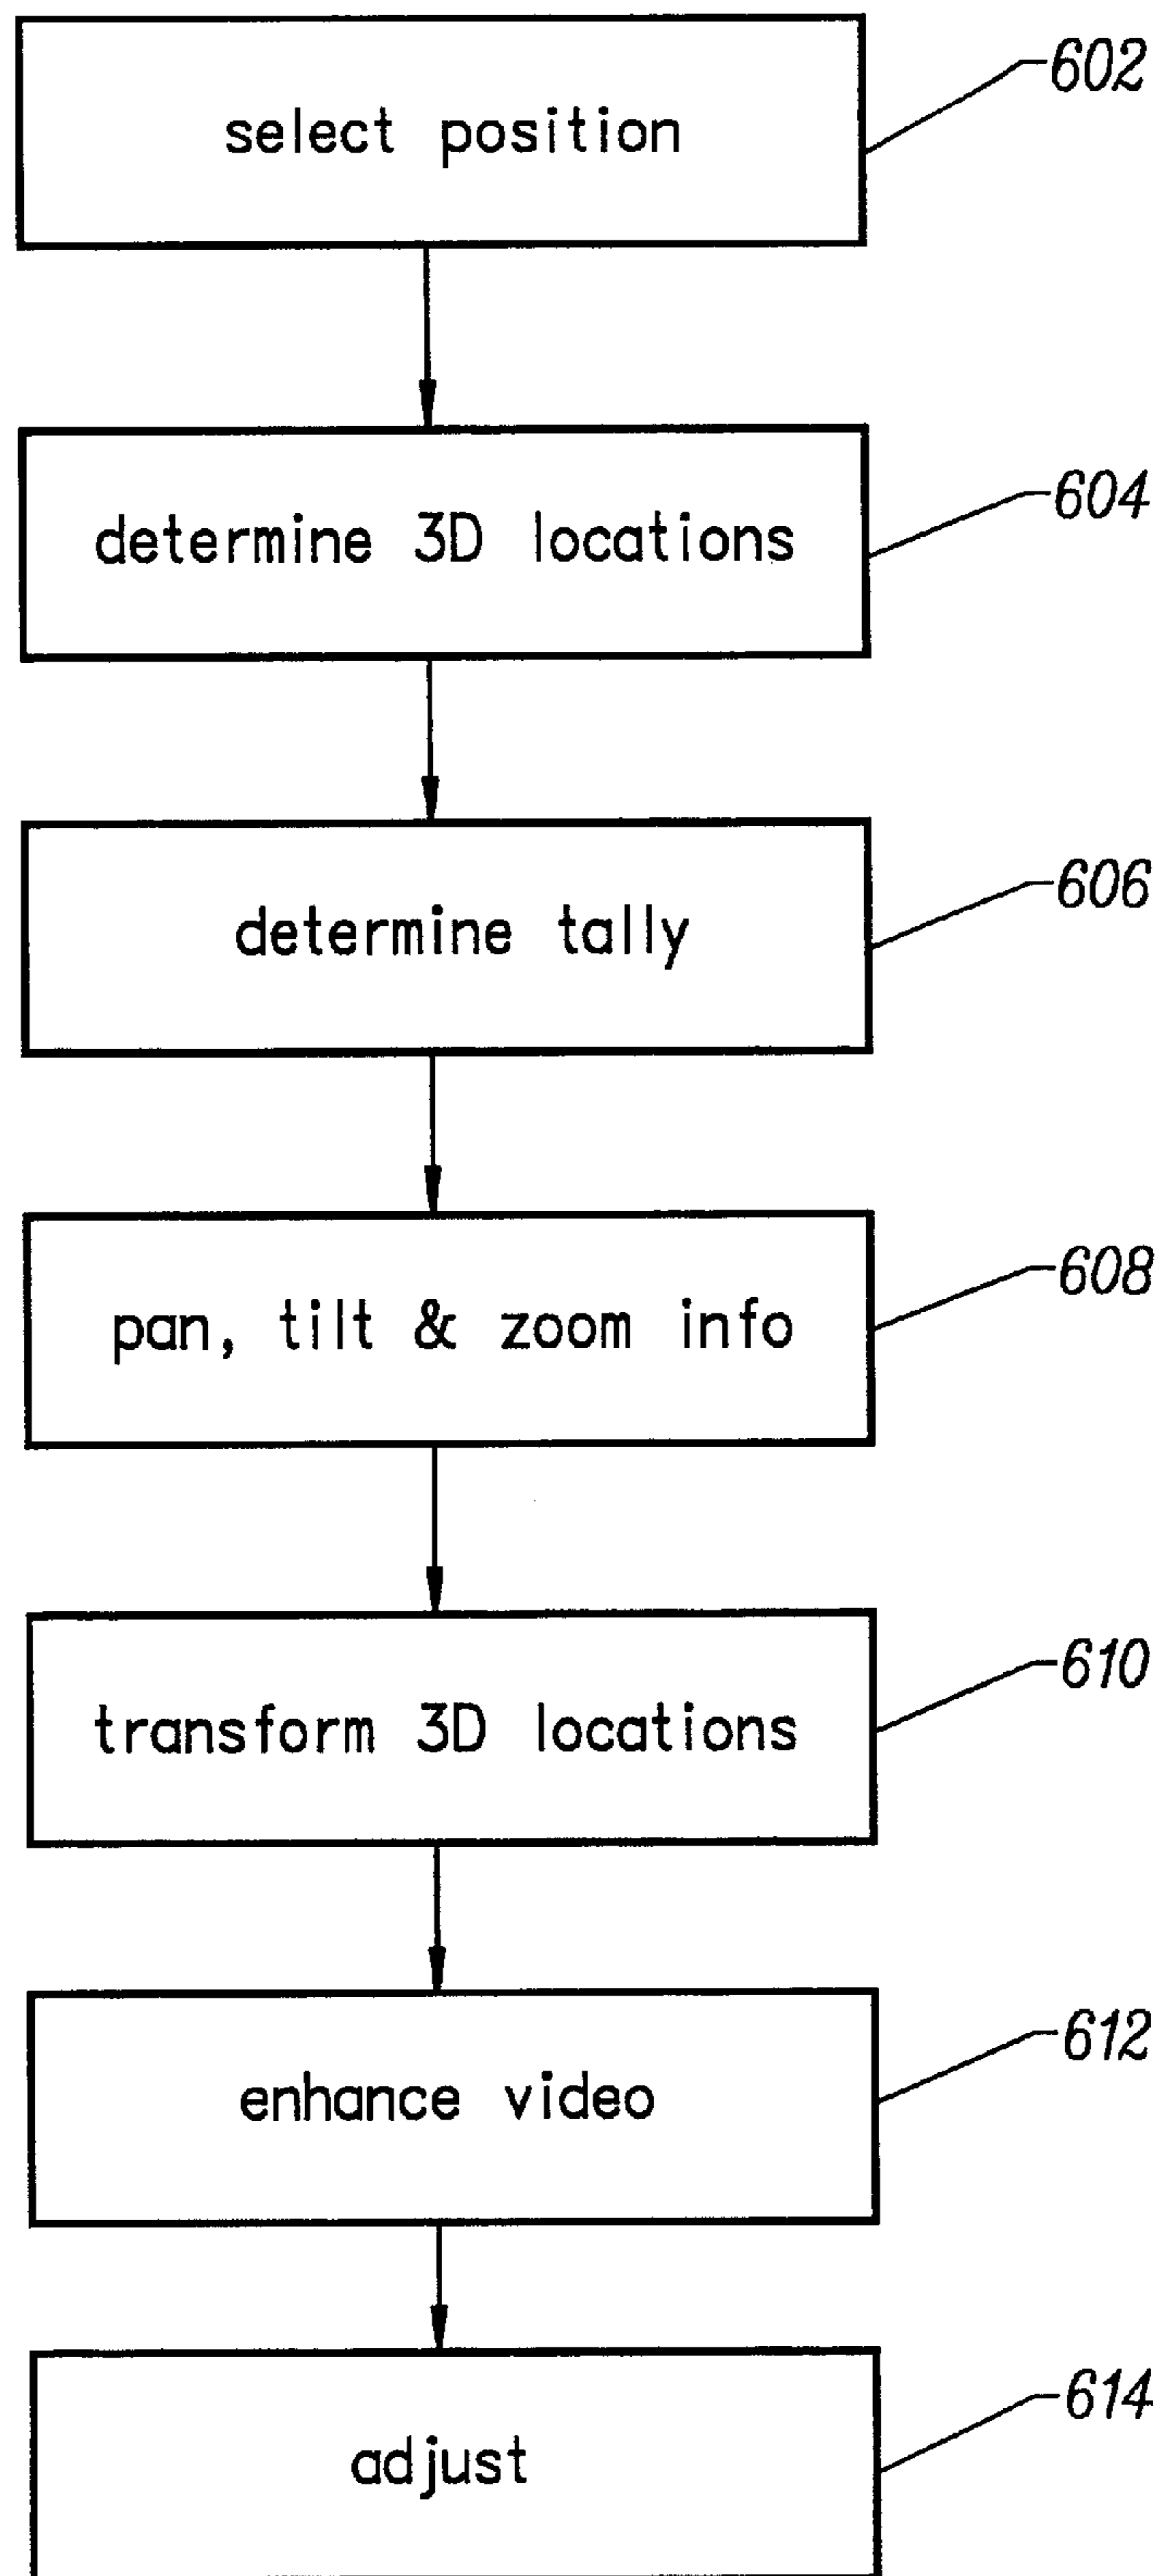 select position
602
determine 3D locations
604
determine tally
606
pan, tilt & zoom info
608
transform 3D locations
610
enhance video
612
adjust
614